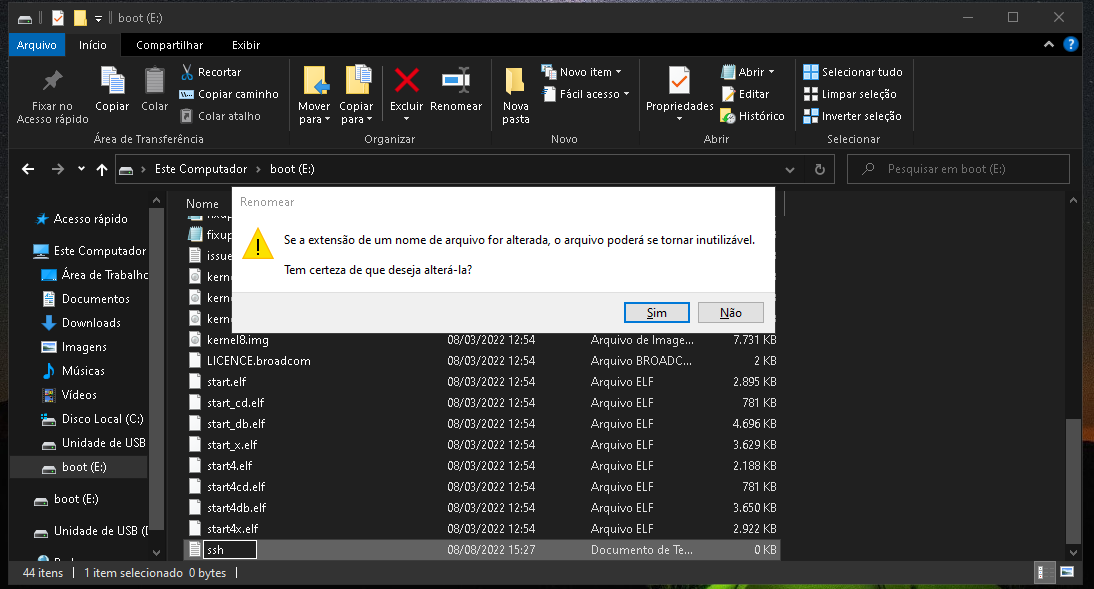 boot (E:)
Arquivo
Início
Compartilhar
Exibir
Fixar no
Acesso rápido
Copiar
Colar
Recortar
Copiar caminho
Colar atalho
Área de Transferência
Mover
para
Copiar
para
Excluir
Renomear
Organizar
Nova
pasta
Novo item
Fácil acesso
Novo
Propriedades
Abrir
Editar
Histórico
Abrir
Selecionar tudo
Limpar seleção
Inverter seleção
Selecionar
Este Computador > boot (E:)
Pesquisar em boot (E:)
Acesso rápido
Este Computador
Área de Trabalho
Documentos
Downloads
Imagens
Músicas
Vídeos
Disco Local (C:)
Unidade de USB
boot (E:)
boot (E:)
Unidade de USB (
Nome
fixup
issue
kerne
kerne
kerne
Renomear
Se a extensão de um nome de arquivo for alterada, o arquivo poderá se tornar inutilizável.
Tem certeza de que deseja alterá-la?
Sim
Não
kernel8.img 08/03/2022 12:54 Arquivo de Image... 7.731 KB
LICENCE.broadcom 08/03/2022 12:54 Arquivo BROADC... 2 KB
start.elf 08/03/2022 12:54 Arquivo ELF 2.895 KB
start_cd.elf 08/03/2022 12:54 Arquivo ELF 781 KB
start_db.elf 08/03/2022 12:54 Arquivo ELF 4.696 KB
start_x.elf 08/03/2022 12:54 Arquivo ELF 3.629 KB
start4.elf 08/03/2022 12:54 Arquivo ELF 2.188 KB
start4cd.elf 08/03/2022 12:54 Arquivo ELF 781 KB
start4db.elf 08/03/2022 12:54 Arquivo ELF 3.650 KB
start4x.elf 08/03/2022 12:54 Arquivo ELF 2.922 KB
ssh 08/08/2022 15:27 Documento de Te... 0 KB
44 itens
1 item selecionado 0 bytes